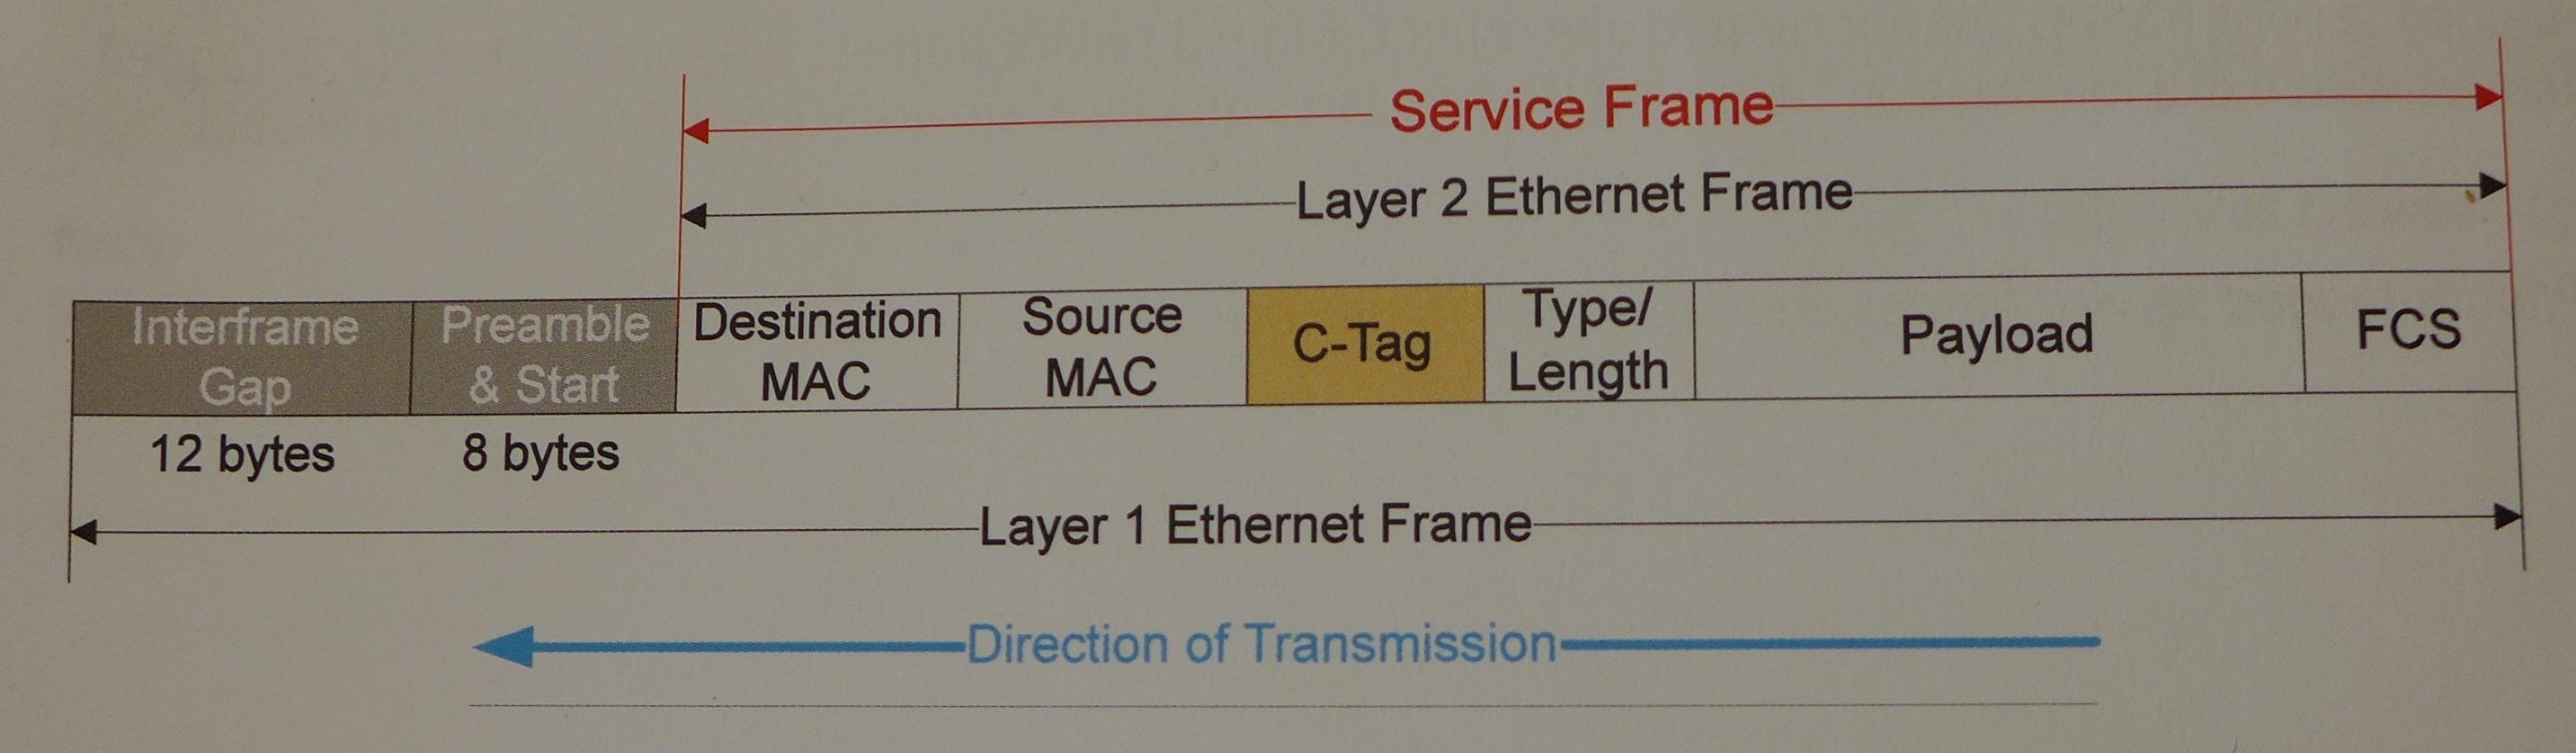 Service Frame
Layer 2 Ethernet Frame
Interframe
Gap
Preamble
& Start
Destination
MAC
Source
MAC
C-Tag
Type/
Length
Payload
FCS
12 bytes
8 bytes
Layer 1 Ethernet Frame
Direction of Transmission